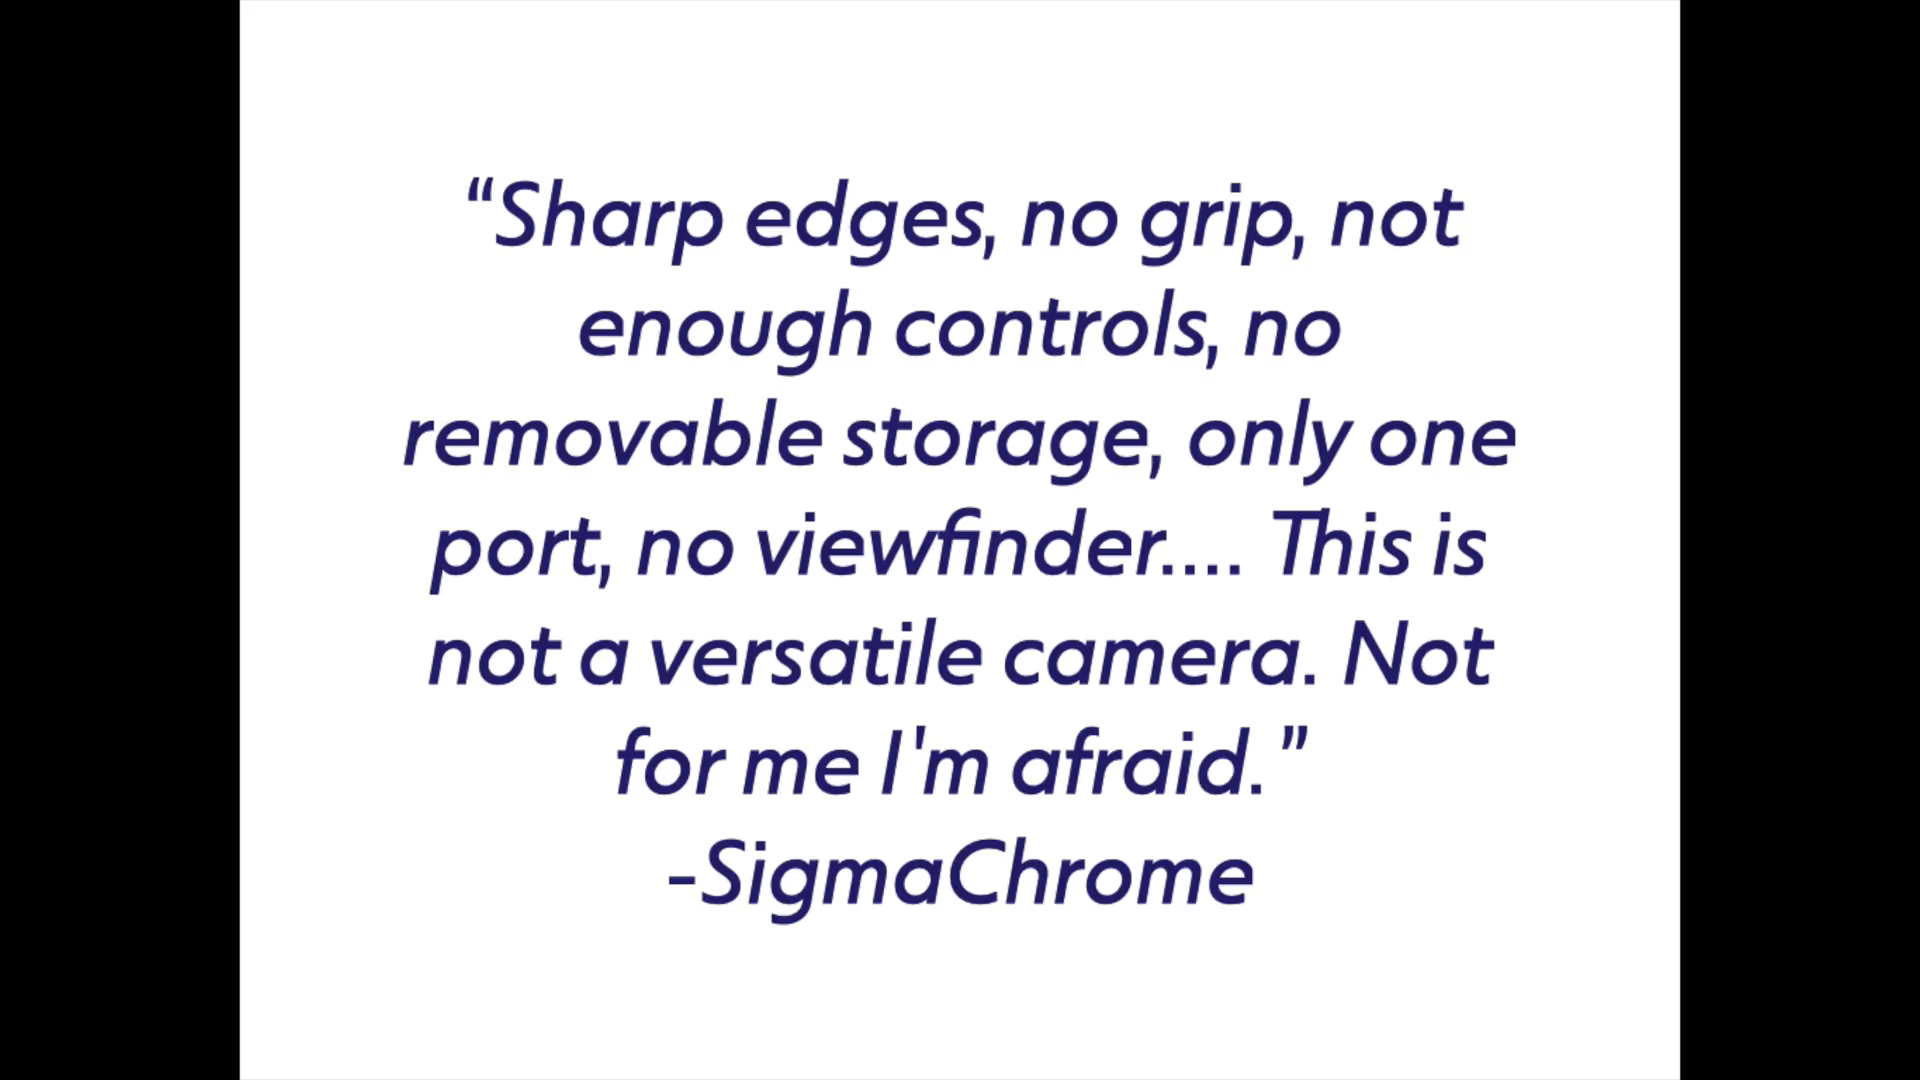 “Sharp edges, no grip, not
enough controls, no
removable storage, only one
port, no viewfinder.... This is
not a versatile camera. Not
for me I'm afraid.”
-SigmaChrome